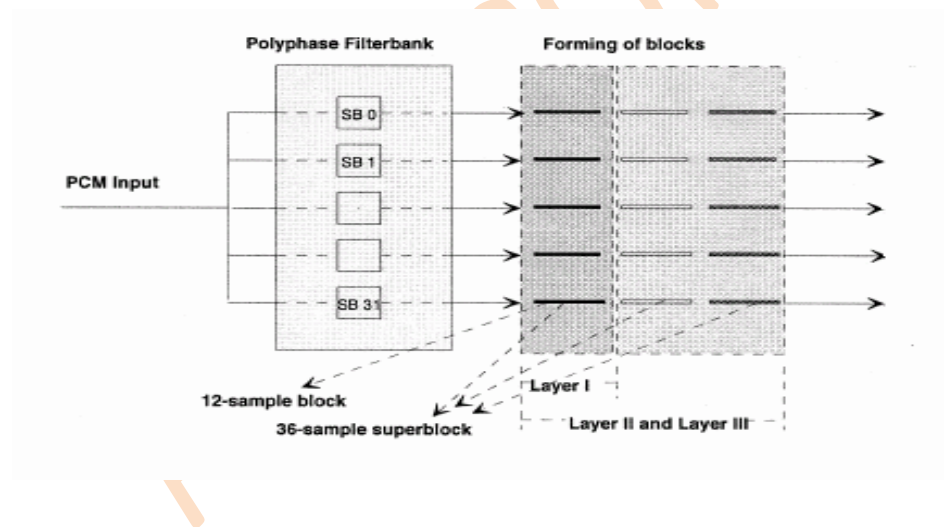 Polyphase Filterbank
Forming of blocks
SB 0
SB 1
PCM Input
SB 31
Layer I
12-sample block
36-sample superblock
Layer II and Layer III